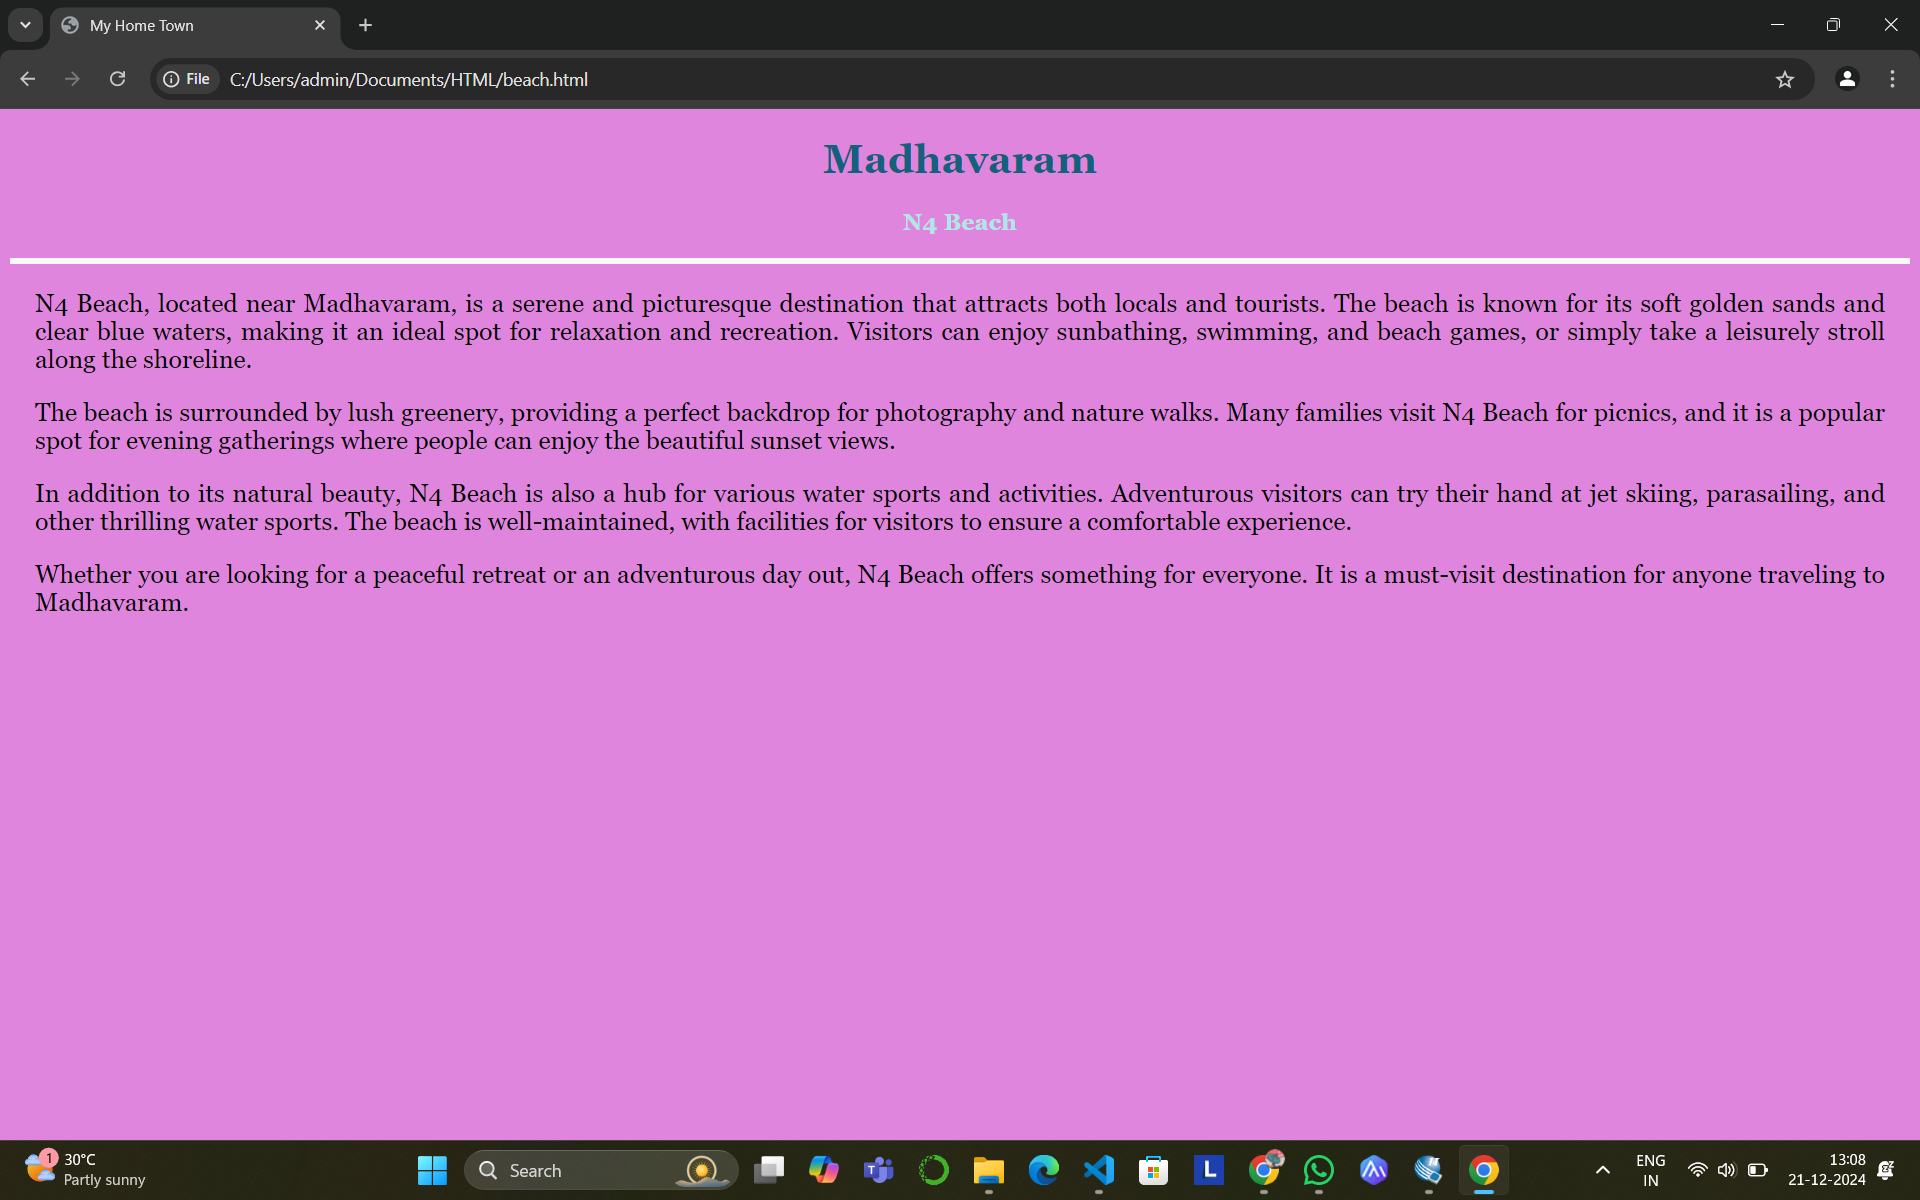 My Home Town
File C:/Users/admin/Documents/HTML/beach.html
Madhavaram
N4 Beach
N4 Beach, located near Madhavaram, is a serene and picturesque destination that attracts both locals and tourists. The beach is known for its soft golden sands and
clear blue waters, making it an ideal spot for relaxation and recreation. Visitors can enjoy sunbathing, swimming, and beach games, or simply take a leisurely stroll
along the shoreline.
The beach is surrounded by lush greenery, providing a perfect backdrop for photography and nature walks. Many families visit N4 Beach for picnics, and it is a popular
spot for evening gatherings where people can enjoy the beautiful sunset views.
In addition to its natural beauty, N4 Beach is also a hub for various water sports and activities. Adventurous visitors can try their hand at jet skiing, parasailing, and
other thrilling water sports. The beach is well-maintained, with facilities for visitors to ensure a comfortable experience.
Whether you are looking for a peaceful retreat or an adventurous day out, N4 Beach offers something for everyone. It is a must-visit destination for anyone traveling to
Madhavaram.
1
30°C
Partly sunny
Search
T
L
ENG
IN
13:08
21-12-2024